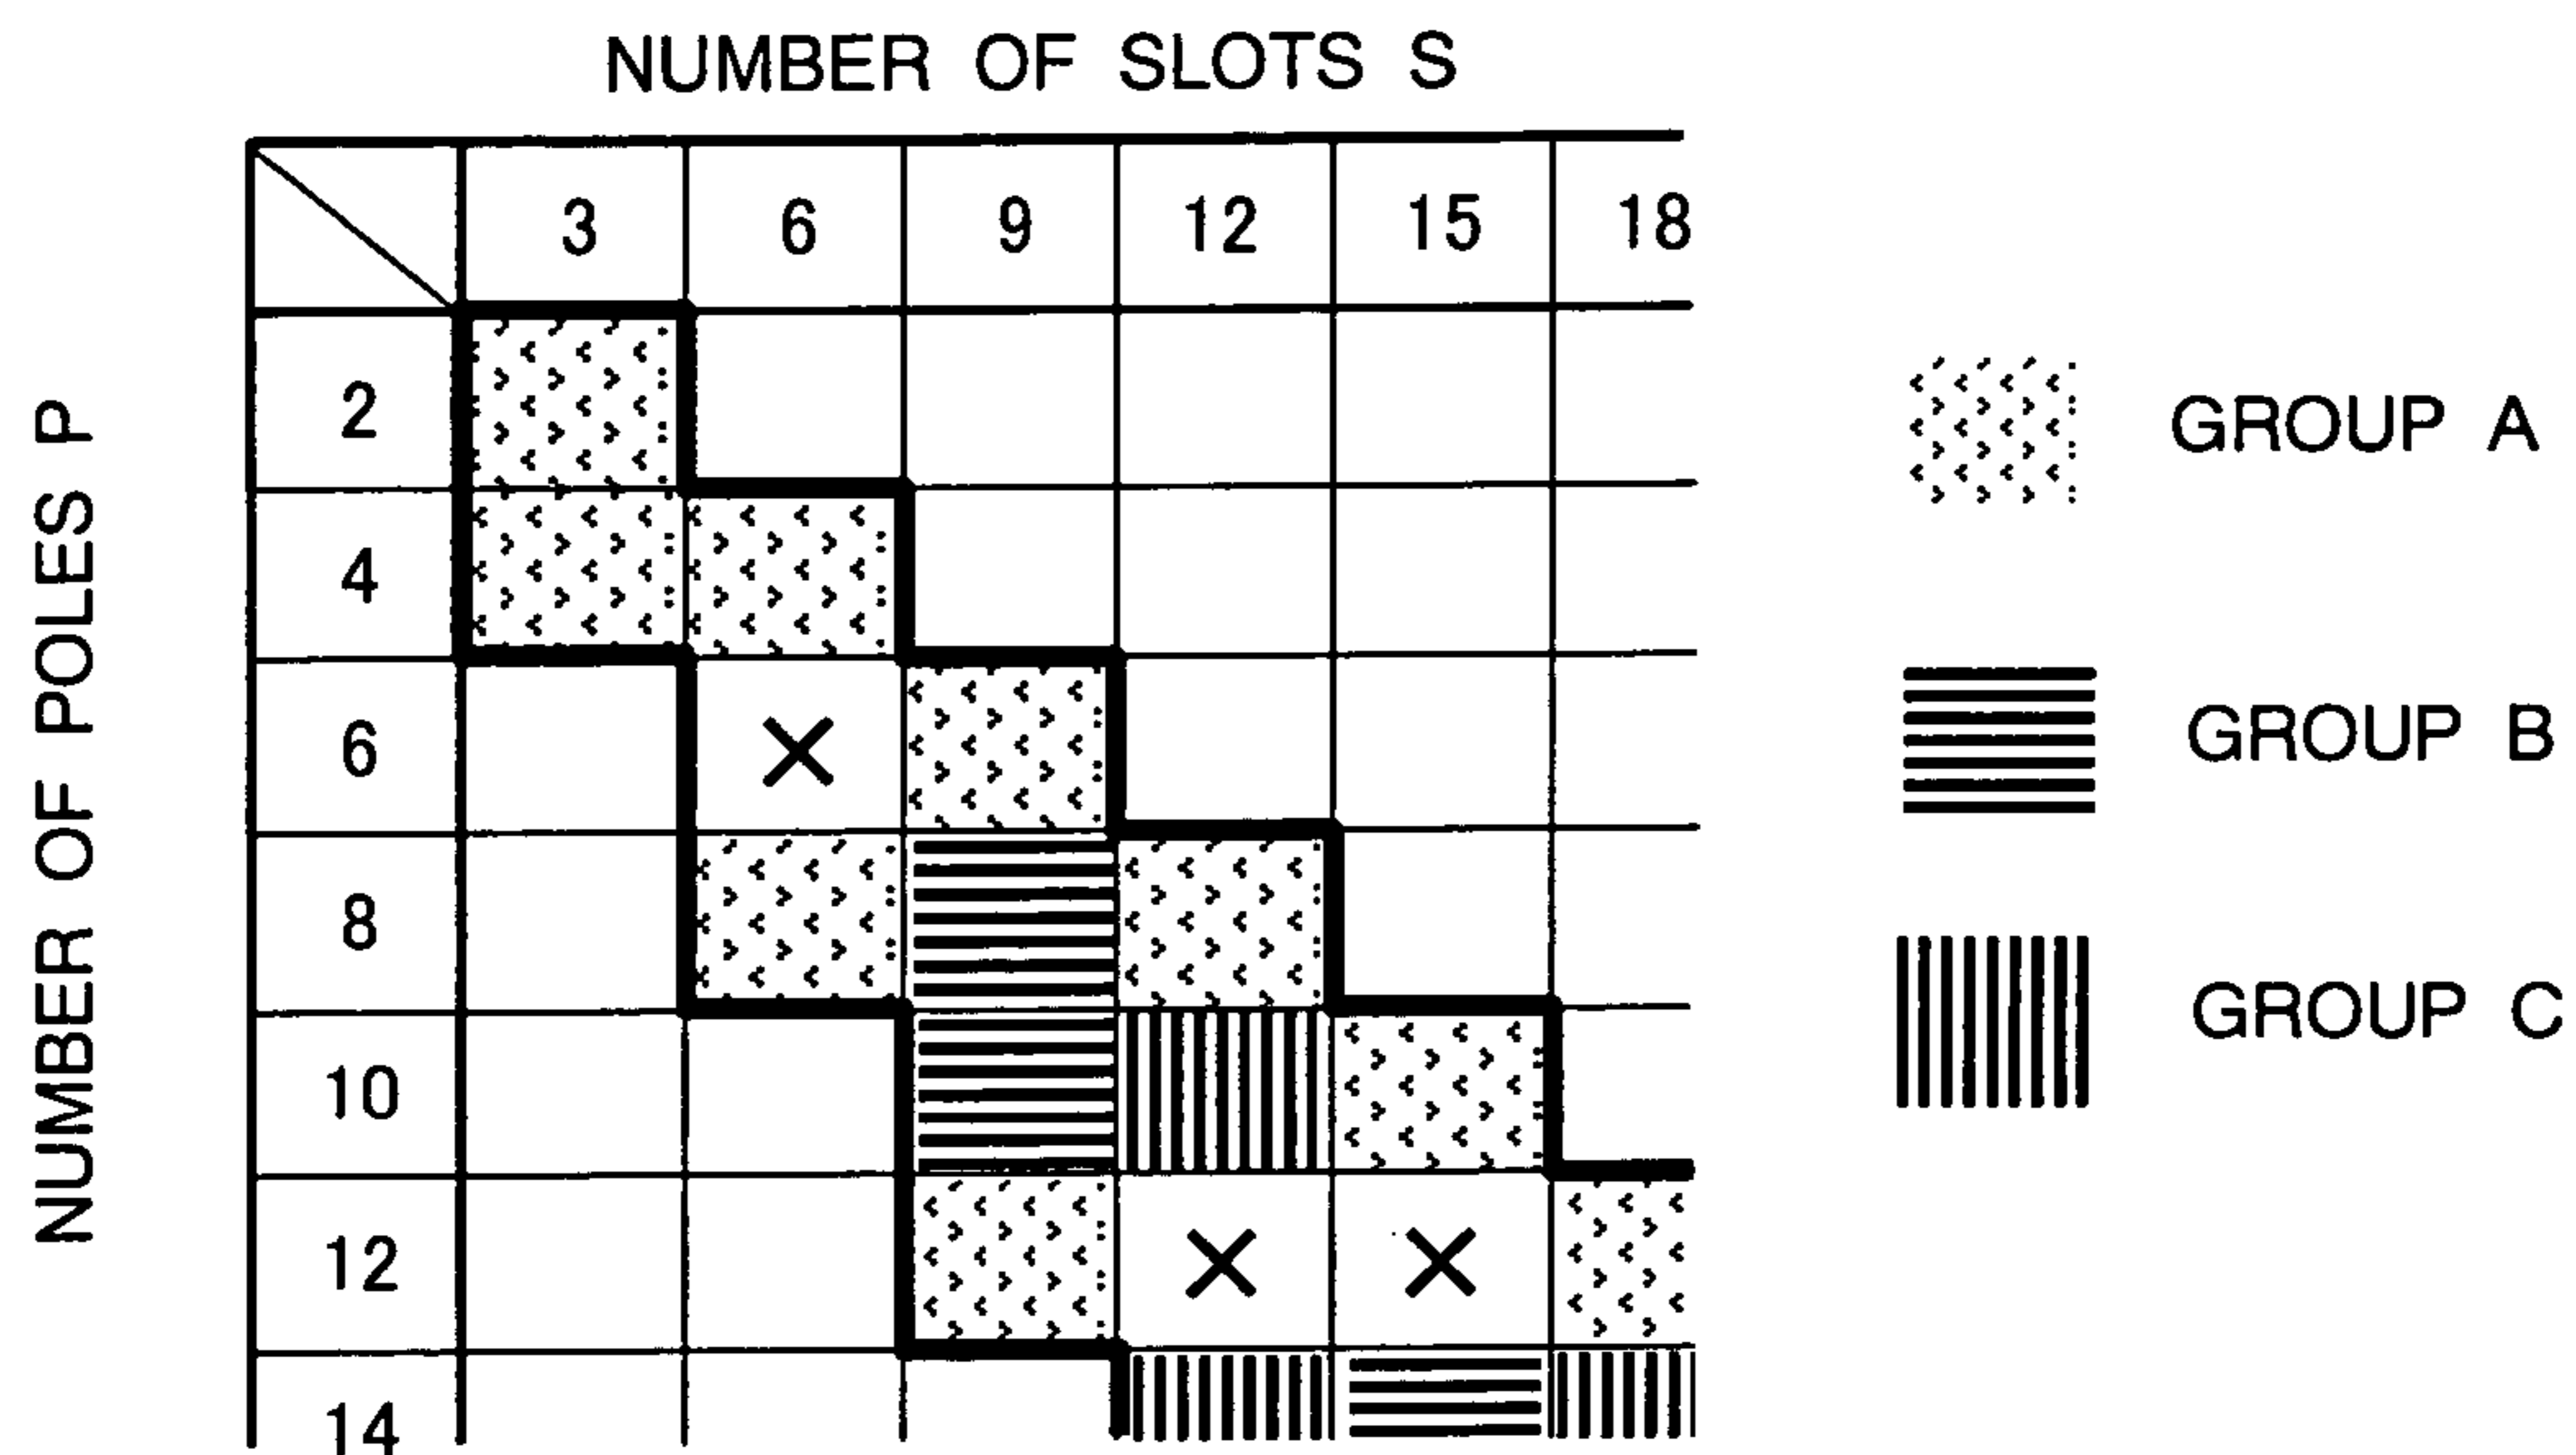 NUMBER OF SLOTS S
3 6 9 12 15 18
NUMBER OF POLES P
2
4
6
8
10
12
14
GROUP A
GROUP B
GROUP C